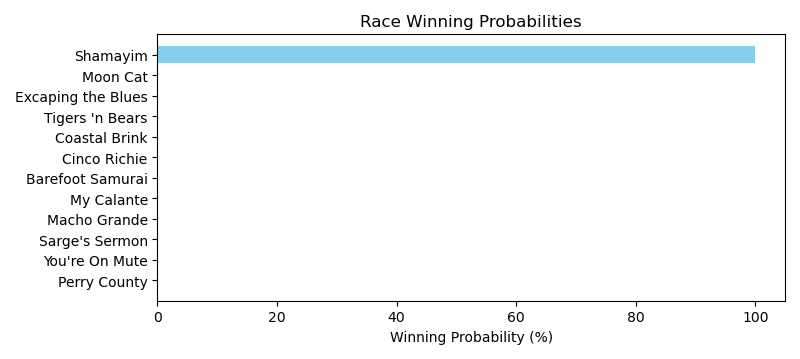 Race Winning Probabilities
Shamayim
Moon Cat
Excaping the Blues
Tigers 'n Bears
Coastal Brink
Cinco Richie
Barefoot Samurai
My Calante
Macho Grande
Sarge's Sermon
You're On Mute
Perry County
0 20 40 60 80 100
Winning Probability (%)